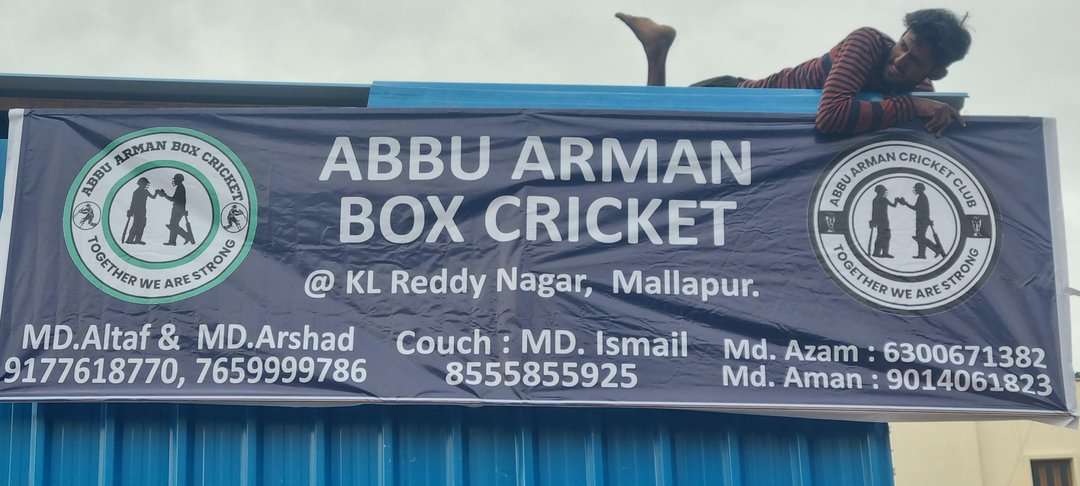 ABBU ARMAN BOX CRICKET
TOGETHER WE ARE STRONG
ABBU ARMAN
BOX CRICKET
@ KL Reddy Nagar, Mallapur.
ABBU ARMAN CRICKET CLUB
TOGETHER WE ARE STRONG
MD.Altaf & MD.Arshad
9177618770, 7659999786
Couch : MD. Ismail
8555855925
Md. Azam : 6300671382
Md. Aman : 9014061823